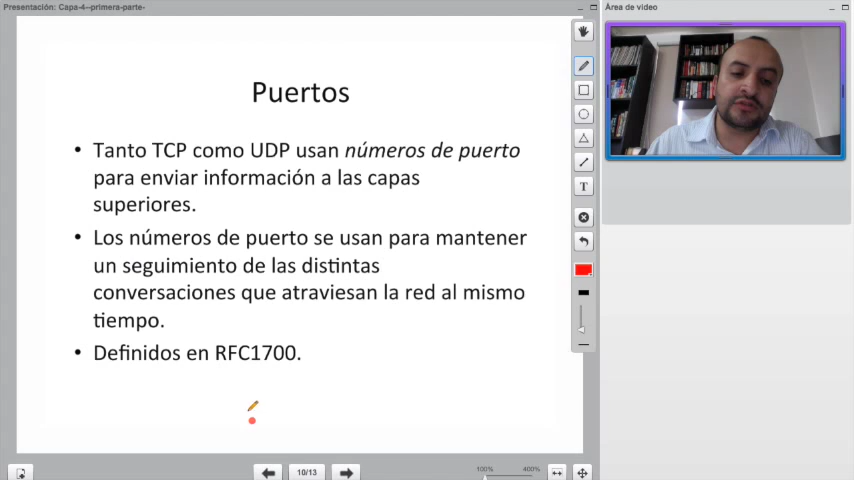 Presentación: Capa-4--primera-parte-
Área de video
Puertos
• Tanto TCP como UDP usan números de puerto
para enviar información a las capas
superiores.
• Los números de puerto se usan para mantener
un seguimiento de las distintas
conversaciones que atraviesan la red al mismo
tiempo.
• Definidos en RFC1700.
T
10/13
100%
400%